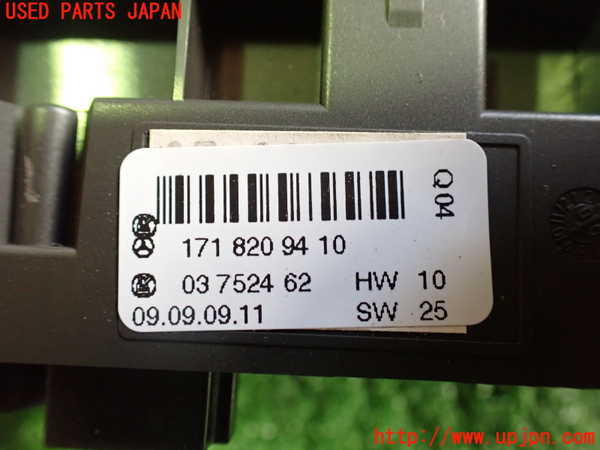 USED PARTS JAPAN
Q04
171 820 94 10
03 7524 62 HW 10
09.09.09.11 SW 25
http://www.upjpn.com